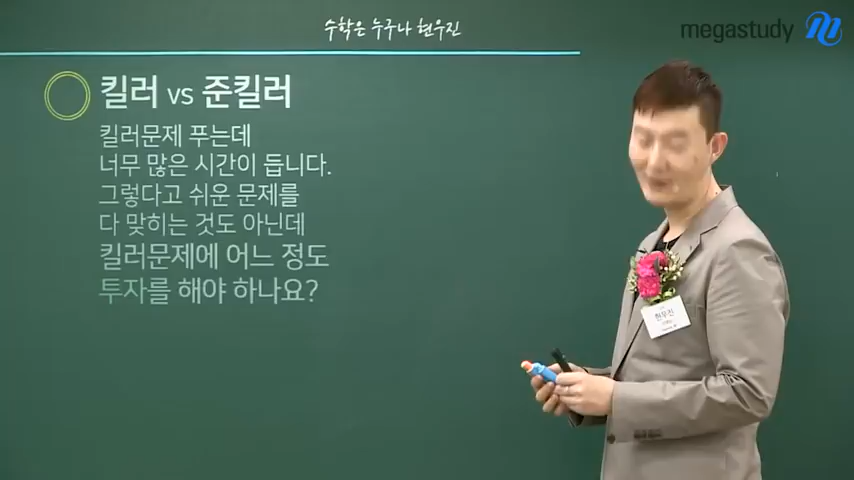 수학은 누구나 현우진
megastudy
킬러 vs 준킬러
킬러문제 푸는데
너무 많은 시간이 듭니다.
그렇다고 쉬운 문제를
다 맞히는 것도 아닌데
킬러문제에 어느 정도
투자를 해야 하나요?
현우진